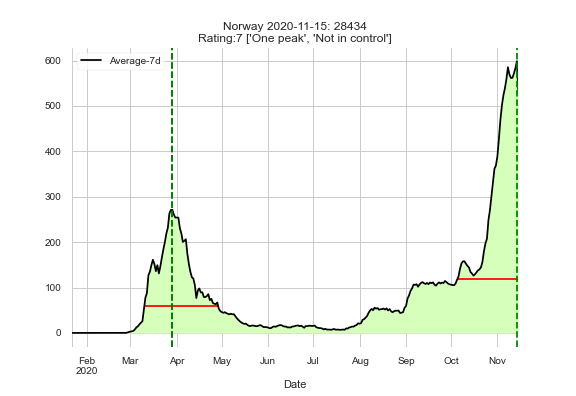 Norway 2020-11-15: 28434
Rating:7 ['One peak', 'Not in control']
Average-7d
600
500
400
300
200
100
0
Feb Mar Apr May Jun Jul Aug Sep Oct Nov
2020
Date